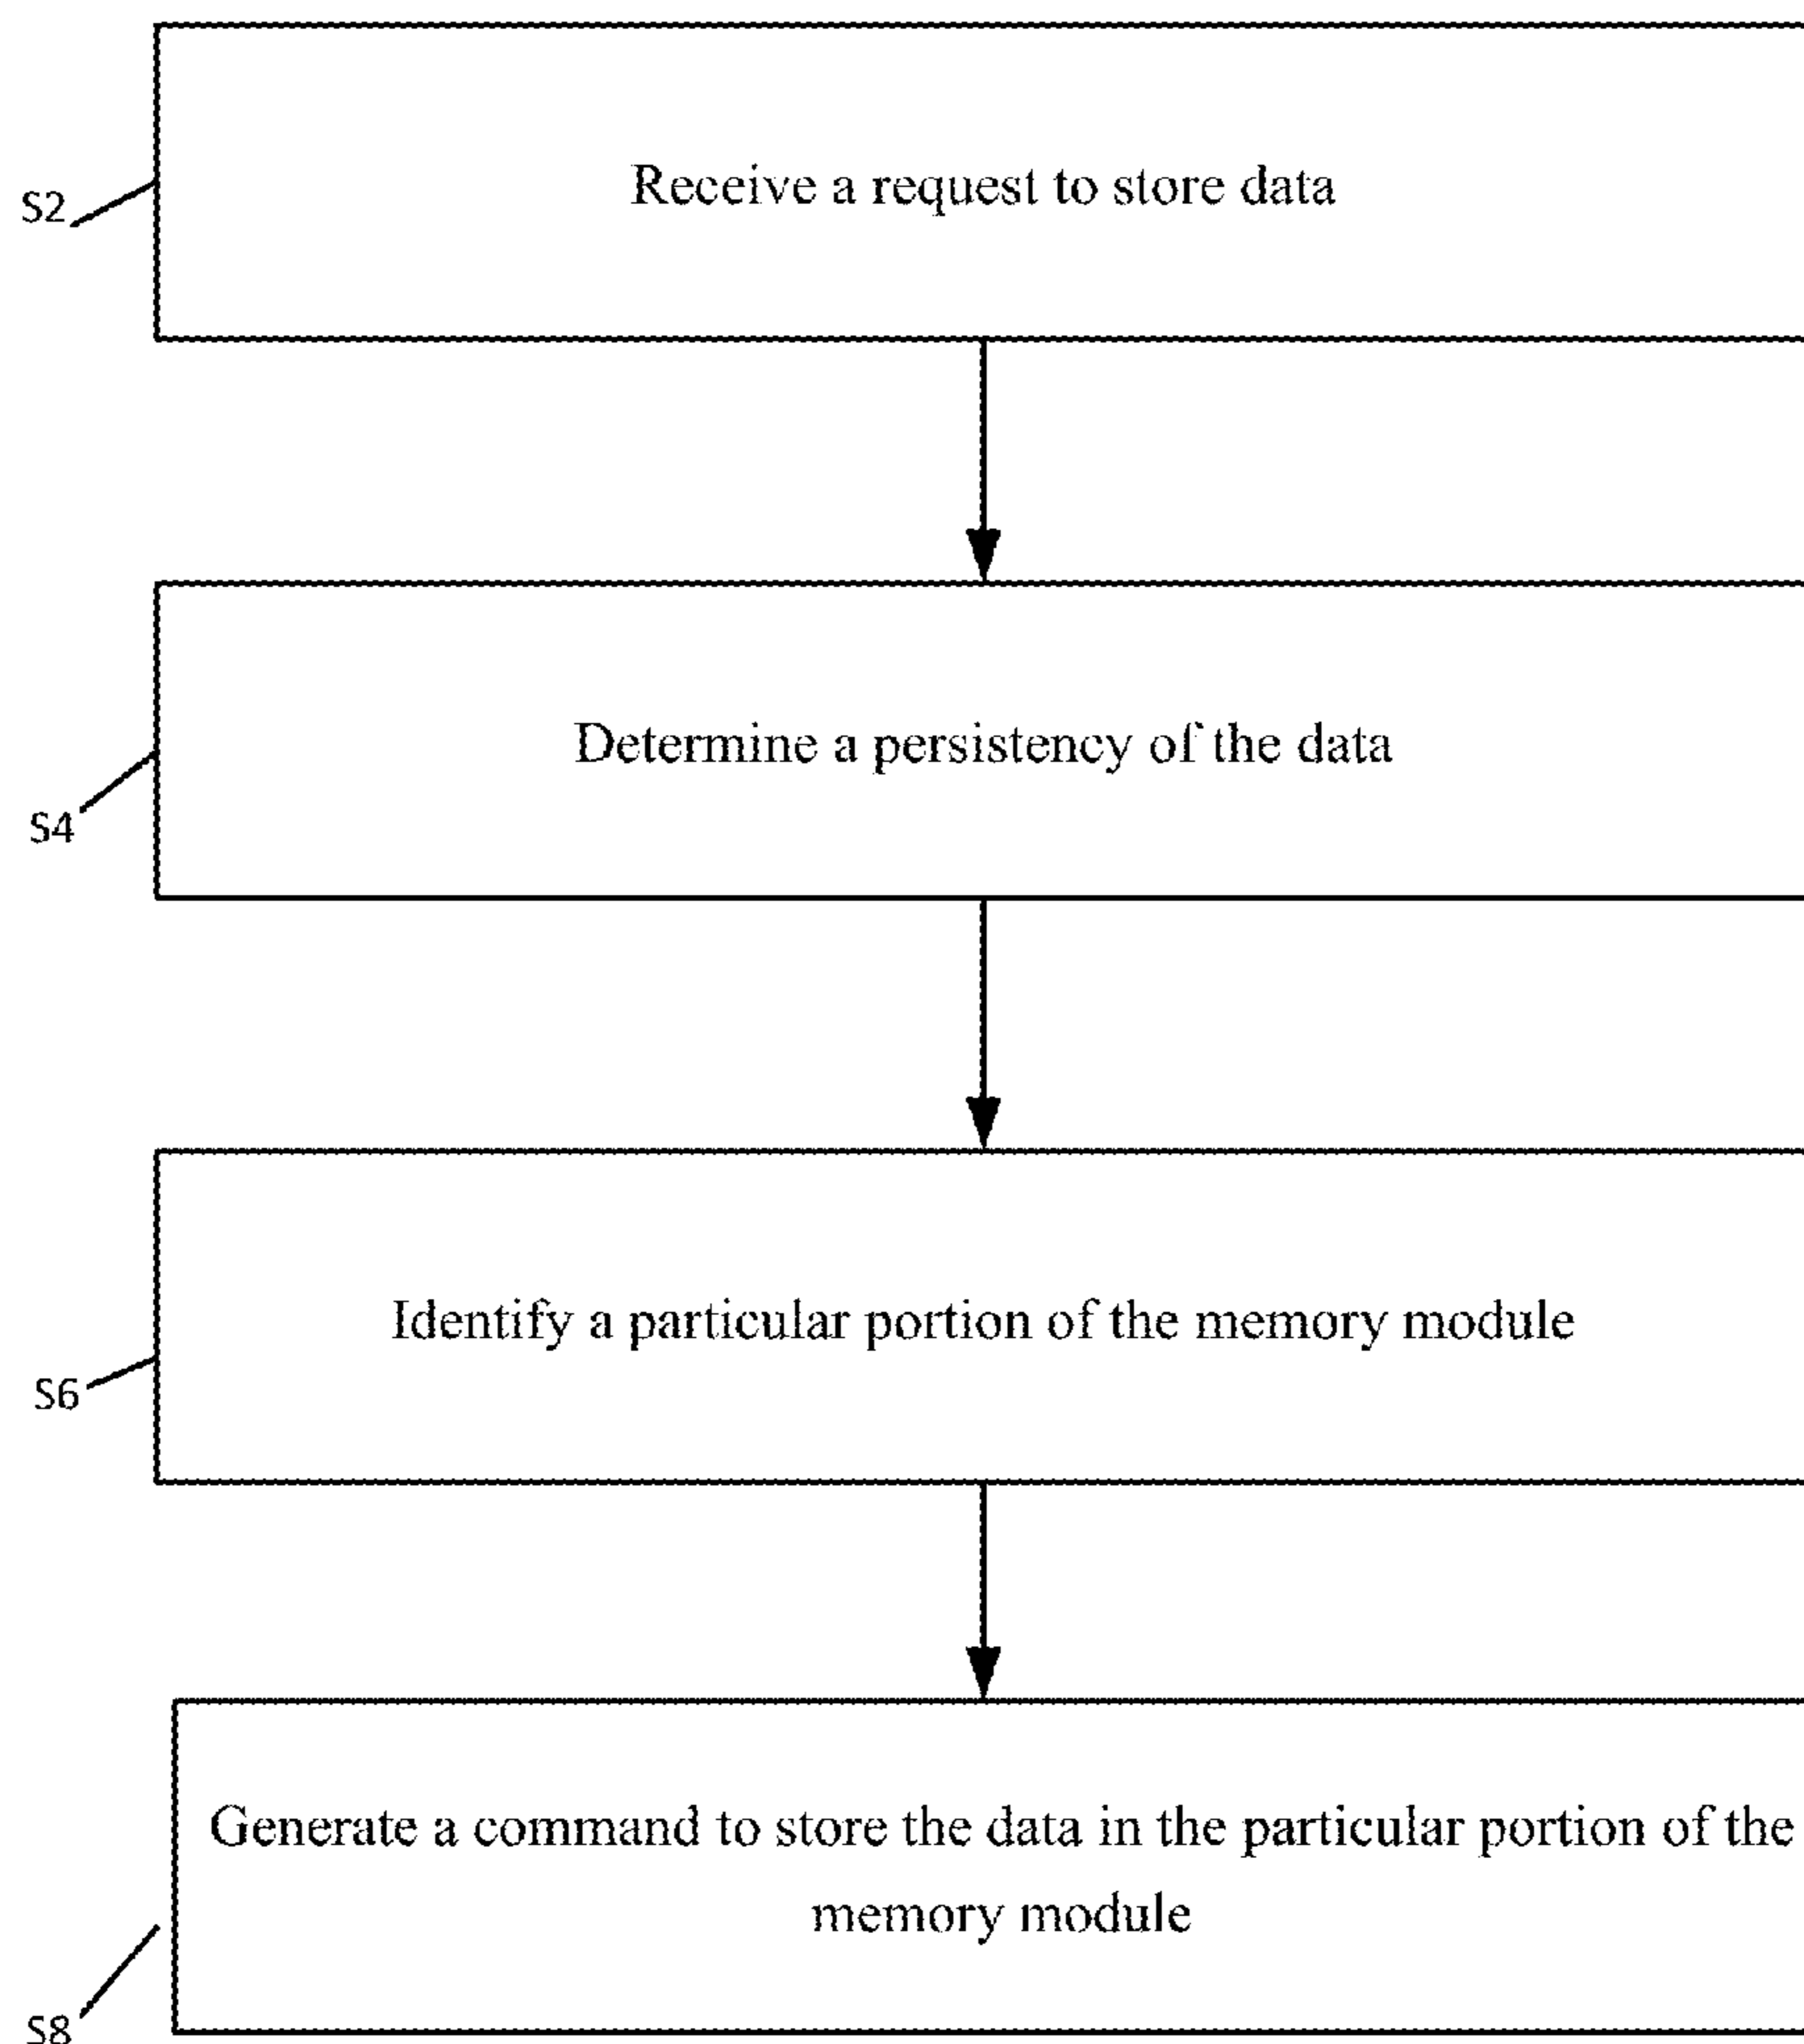 Receive a request to store data
S2
Determine a persistency of the data
S4
Identify a particular portion of the memory module
S6
Generate a command to store the data in the particular portion of the
memory module
S8